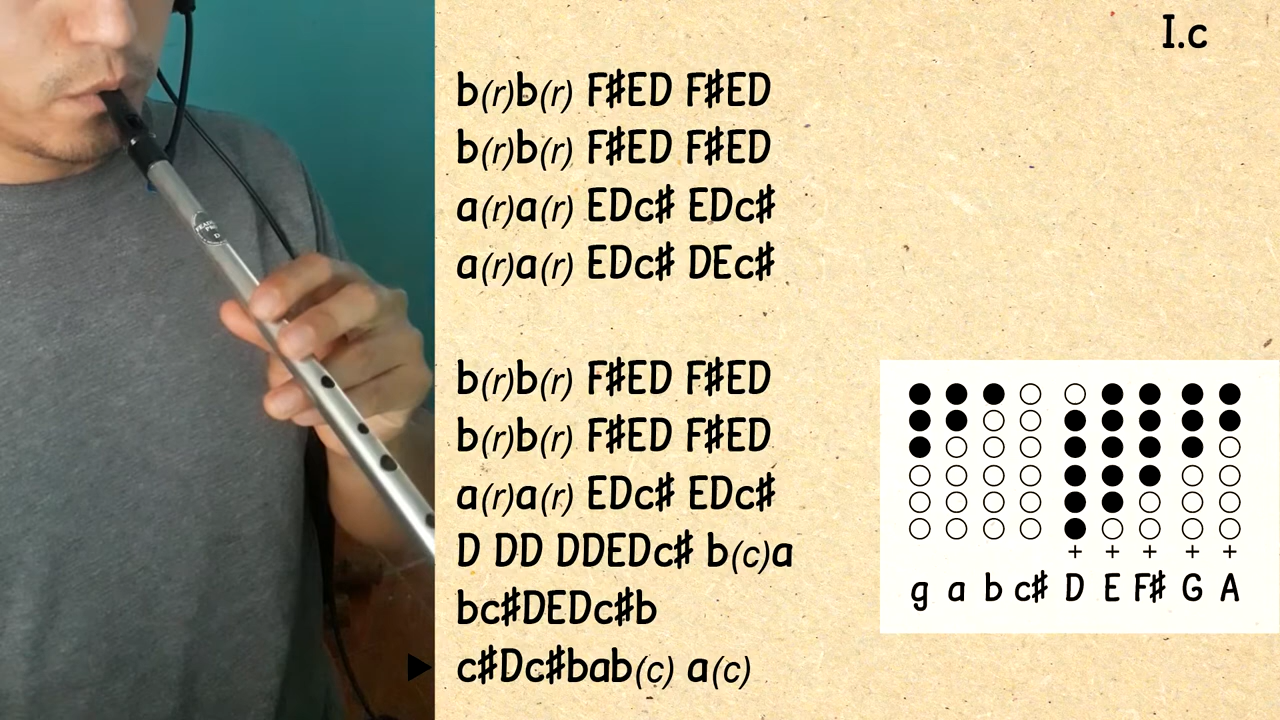 I.c
b(r)b(r) F♯ED F♯ED
b(r)b(r) F♯ED F♯ED
a(r)a(r) EDc♯ EDc♯
a(r)a(r) EDc♯ DEc♯
b(r)b(r) F♯ED F♯ED
b(r)b(r) F♯ED F♯ED
a(r)a(r) EDc♯ EDc♯
D DD DDEDc♯ b(c)a
bc♯DEDc♯b
c♯Dc♯bab(c) a(c)
+ + + + +
g a b c♯ D E F♯ G A